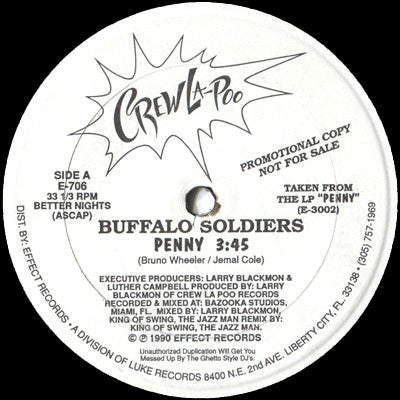 CREW LA-POO
PROMOTIONAL COPY
NOT FOR SALE
SIDE A
E-706
33 1/3 RPM
BETTER NIGHTS
(ASCAP)
TAKEN FROM
THE LP "PENNY"
(E-3002)
BUFFALO SOLDIERS
PENNY 3:45
(Bruno Wheeler / Jemal Cole)
EXECUTIVE PRODUCERS: LARRY BLACKMON &
LUTHER CAMPBELL PRODUCED BY: LARRY
BLACKMON OF CREW LA POO RECORDS
RECORDED & MIXED AT: BAZOOKA STUDIOS,
MIAMI, FL. MIXED BY: LARRY BLACKMON,
KING OF SWING, THE JAZZ MAN REMIX BY:
KING OF SWING, THE JAZZ MAN.
© ℗ 1990 EFFECT RECORDS
Unauthorized Duplication Will Get You
Messed Up By The Ghetto Style DJ's.
DIST. BY: EFFECT RECORDS • A DIVISION OF LUKE RECORDS 8400 N.E. 2nd AVE. LIBERTY CITY, FL. 33138 • (305) 757-1969